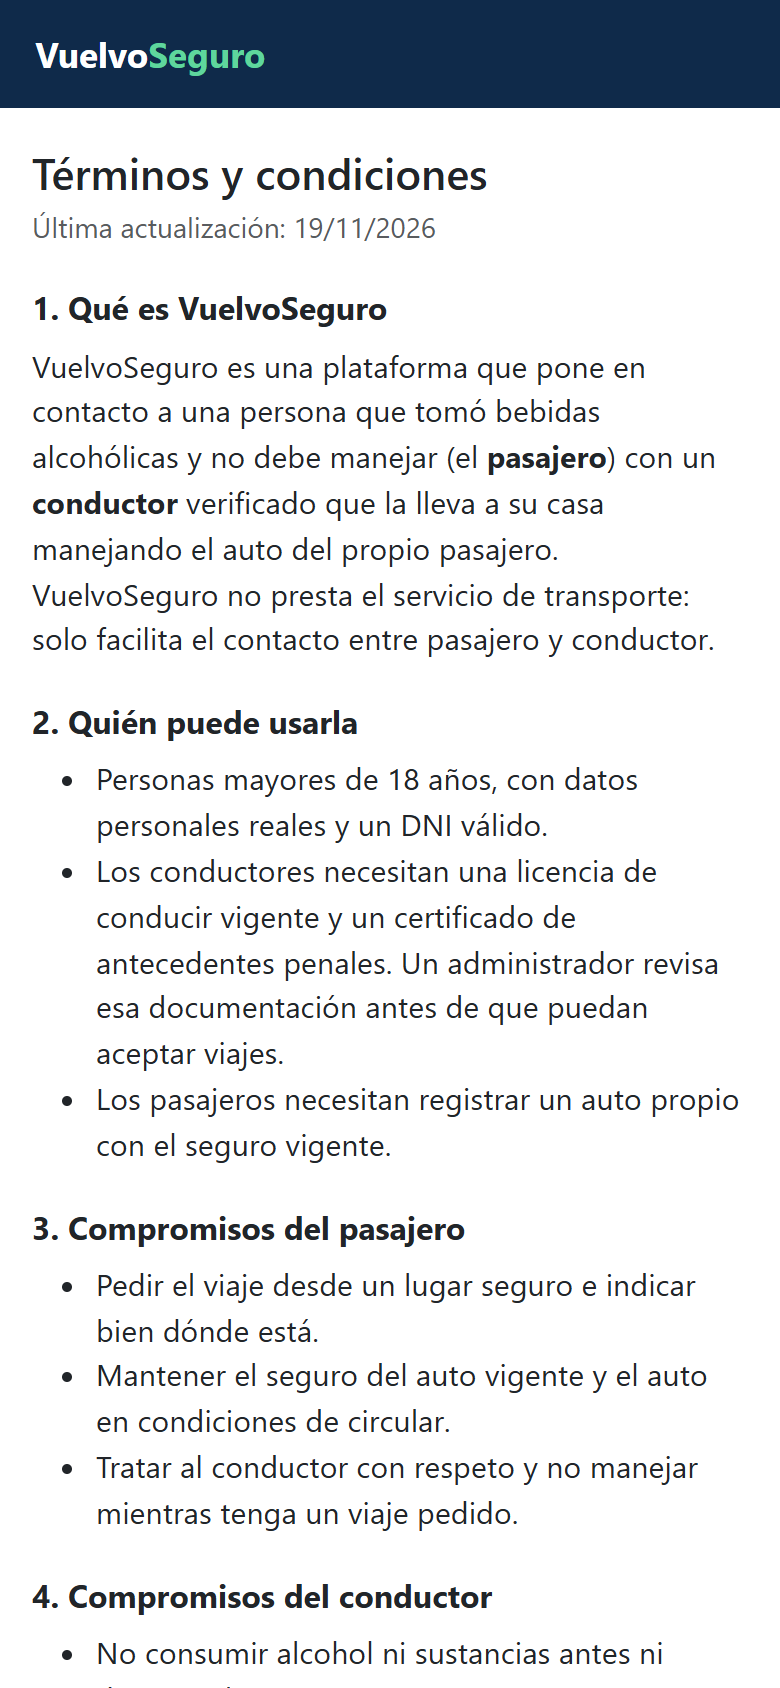 VuelvoSeguro
Términos y condiciones
Última actualización: 19/11/2026
1. Qué es VuelvoSeguro
VuelvoSeguro es una plataforma que pone en
contacto a una persona que tomó bebidas
alcohólicas y no debe manejar (el pasajero) con un
conductor verificado que la lleva a su casa
manejando el auto del propio pasajero.
VuelvoSeguro no presta el servicio de transporte:
solo facilita el contacto entre pasajero y conductor.
2. Quién puede usarla
• Personas mayores de 18 años, con datos
personales reales y un DNI válido.
• Los conductores necesitan una licencia de
conducir vigente y un certificado de
antecedentes penales. Un administrador revisa
esa documentación antes de que puedan
aceptar viajes.
• Los pasajeros necesitan registrar un auto propio
con el seguro vigente.
3. Compromisos del pasajero
• Pedir el viaje desde un lugar seguro e indicar
bien dónde está.
• Mantener el seguro del auto vigente y el auto
en condiciones de circular.
• Tratar al conductor con respeto y no manejar
mientras tenga un viaje pedido.
4. Compromisos del conductor
• No consumir alcohol ni sustancias antes ni